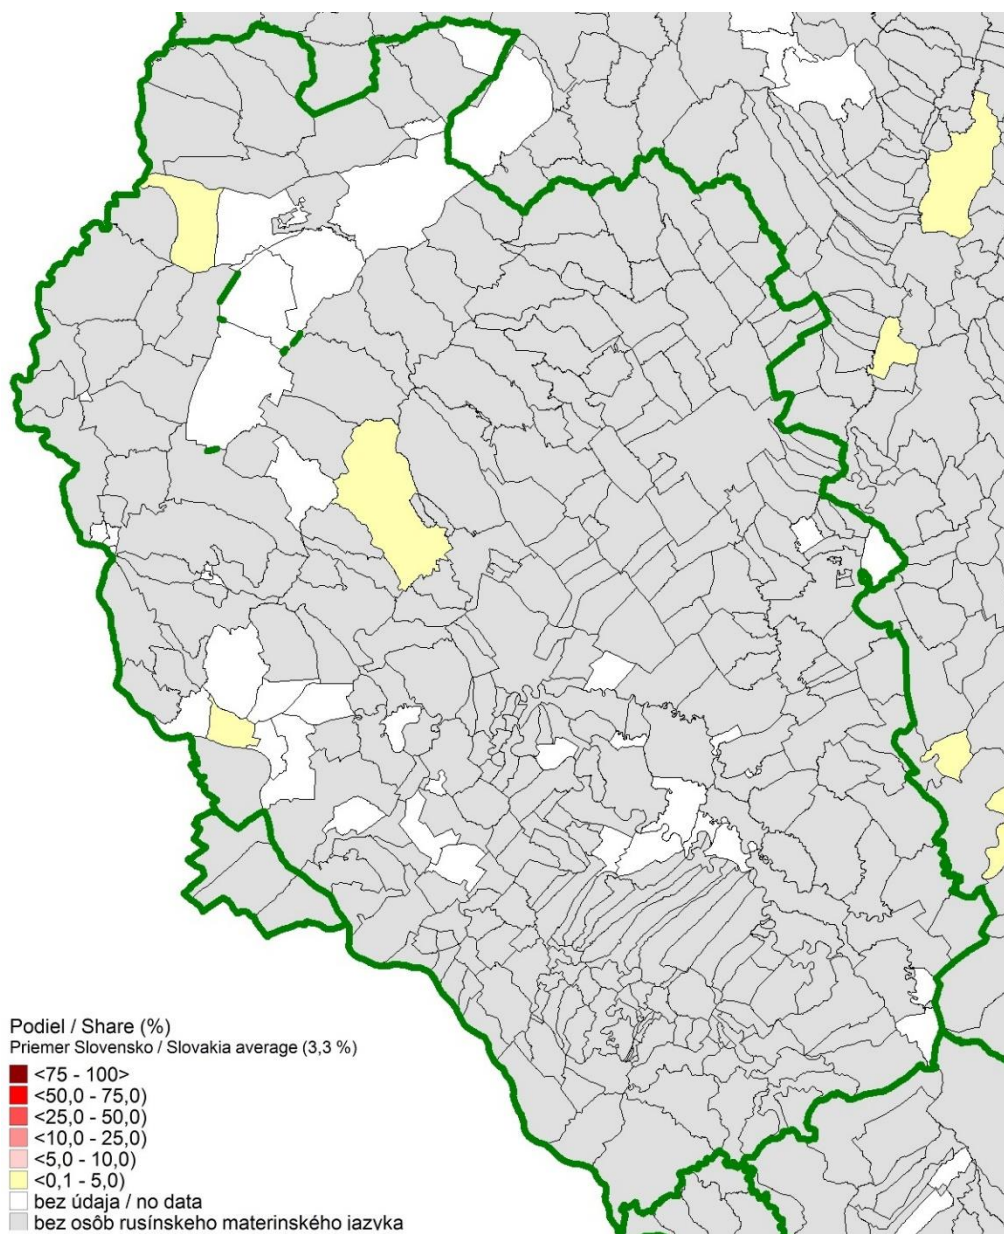 Podiel / Share (%)
Priemer Slovensko / Slovakia average (3,3 %)
<75 - 100>
<50,0 - 75,0)
<25,0 - 50,0)
<10,0 - 25,0)
<5,0 - 10,0)
<0,1 - 5,0)
bez údaja / no data
bez osôb rusínskeho materinského jazyka